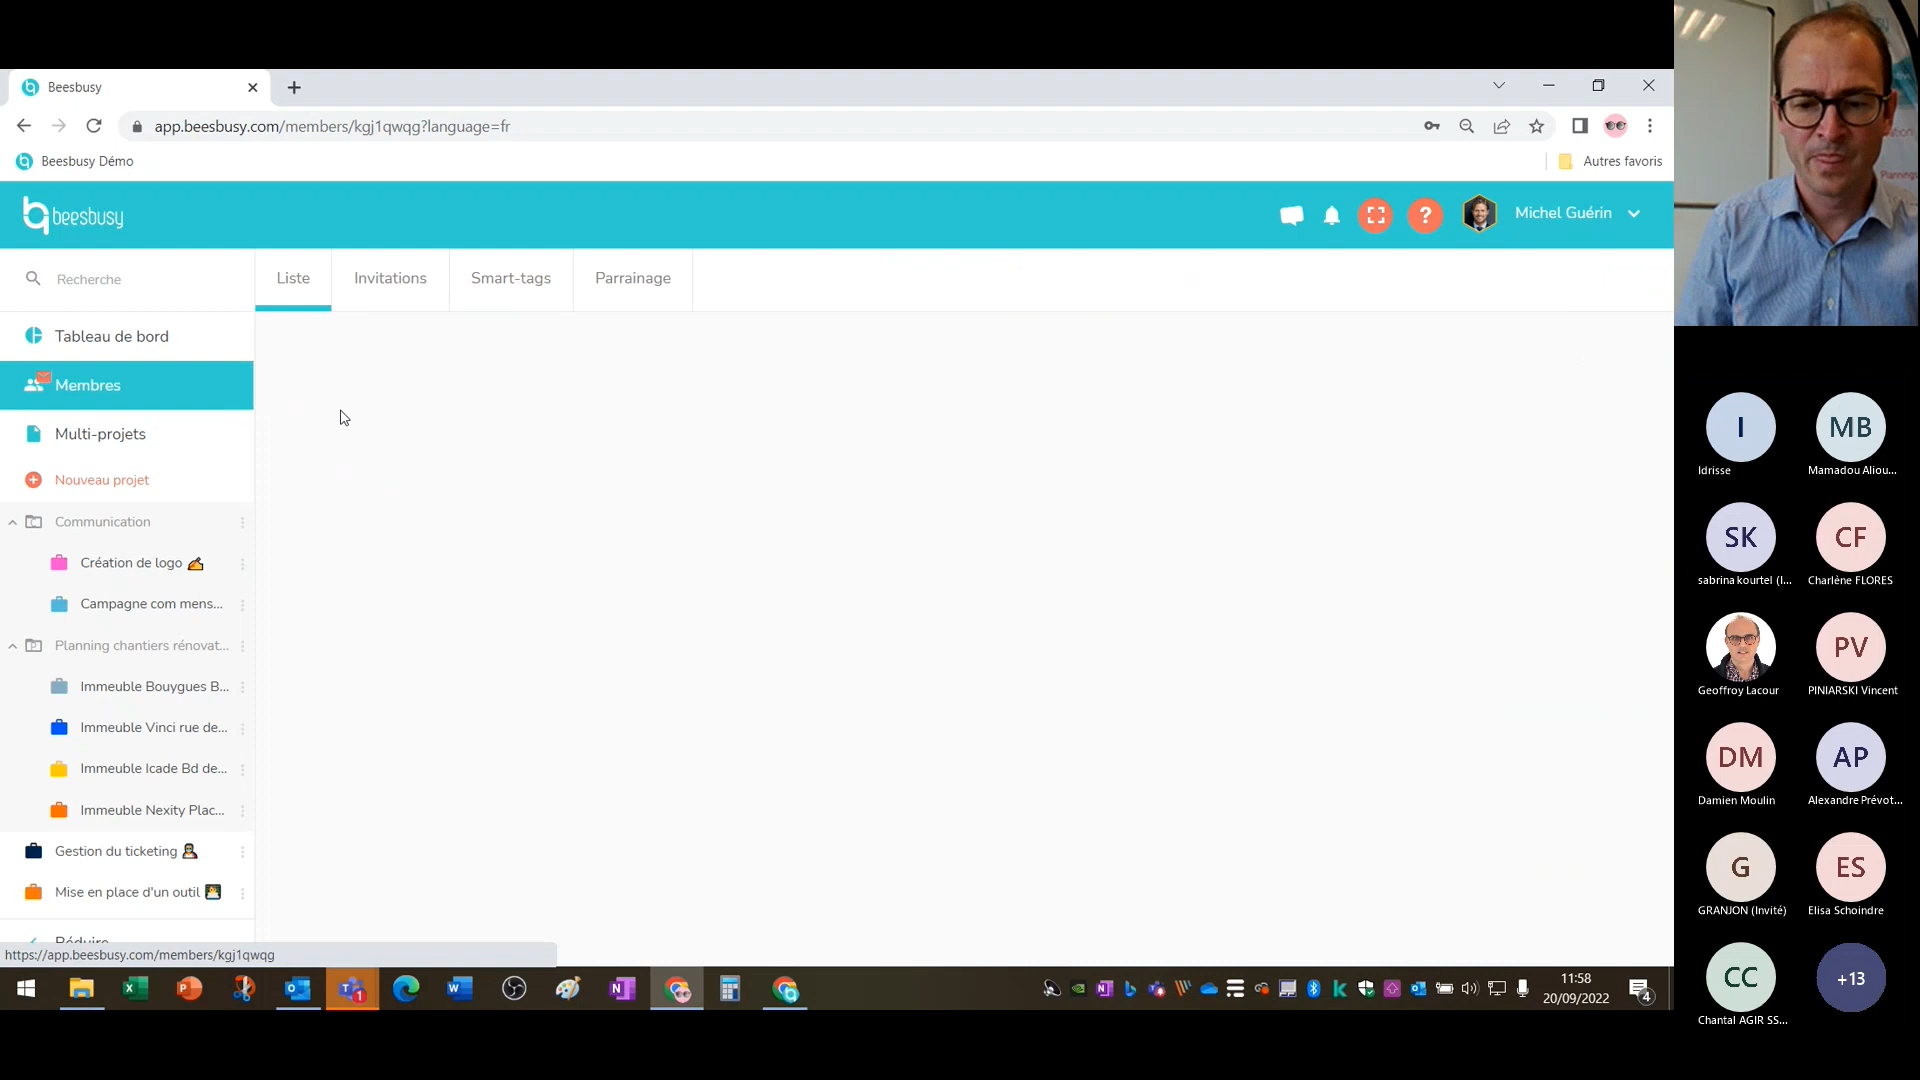 Beesbusy
app.beesbusy.com/members/kgj1qwqg?language=fr
Beesbusy Démo
Autres favoris
beesbusy
?
Michel Guérin
Recherche
Liste
Invitations
Smart-tags
Parrainage
Tableau de bord
Membres
Multi-projets
Nouveau projet
Communication
Création de logo
Campagne com mens...
Planning chantiers rénovat...
Immeuble Bouygues B...
Immeuble Vinci rue de...
Immeuble Icade Bd de...
Immeuble Nexity Plac...
Gestion du ticketing
Mise en place d'un outil
Réduire
https://app.beesbusy.com/members/kgj1qwqg
11:58
20/09/2022
4
1
I
Idrisse
MB
Mamadou Aliou...
SK
sabrina kourtel (I...
CF
Charlène FLORES
Geoffroy Lacour
PV
PINIARSKI Vincent
DM
Damien Moulin
AP
Alexandre Prévot...
G
GRANJON (Invité)
ES
Elisa Schoindre
CC
Chantal AGIR SS...
+13
Plannings